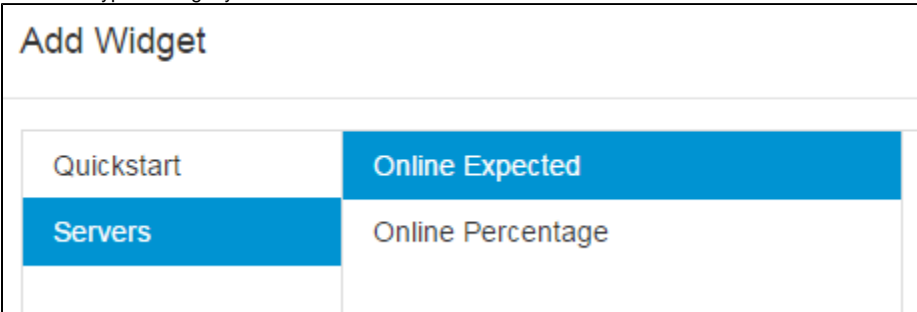 Add Widget
Quickstart
Online Expected
Servers
Online Percentage